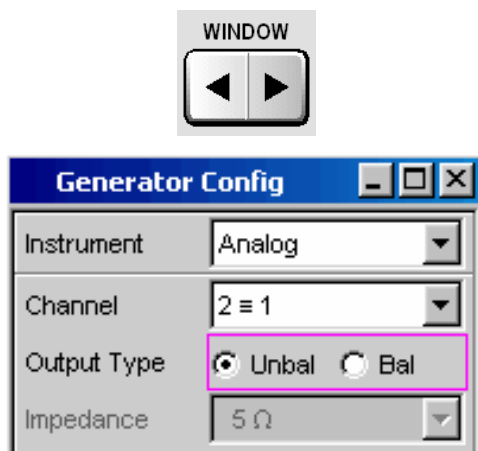 WINDOW
Generator Config
Instrument Analog
Channel 2 ≡ 1
Output Type Unbal Bal
Impedance 5 Ω